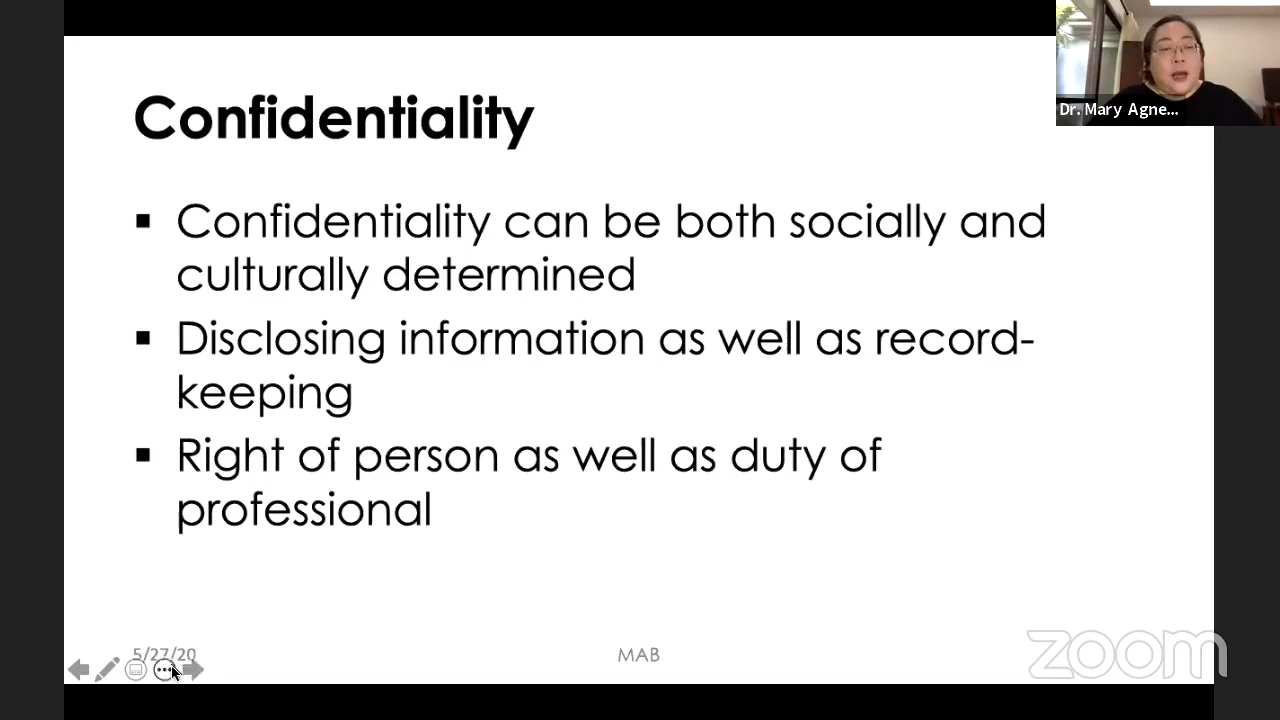 Confidentiality
Dr. Mary Agne...
▪ Confidentiality can be both socially and
culturally determined
▪ Disclosing information as well as record-
keeping
▪ Right of person as well as duty of
professional
5/27/20
MAB
zoom